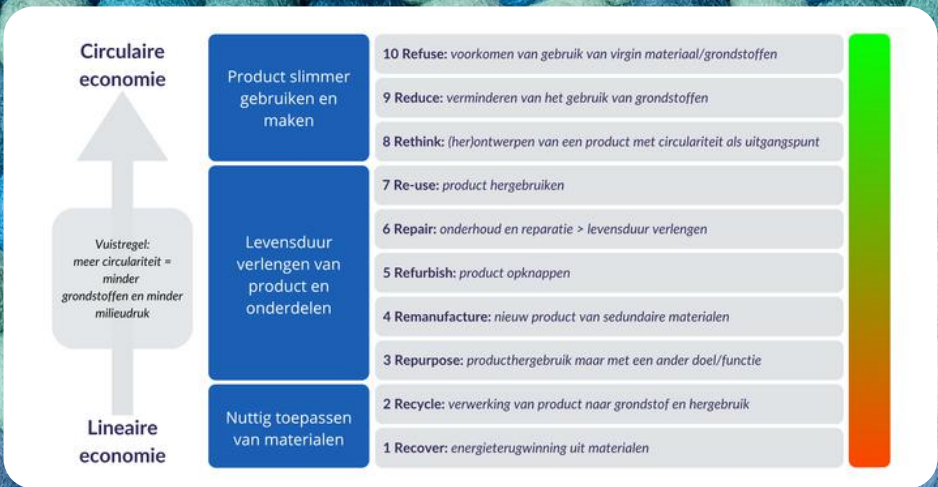 Circulaire
economie
Vuistregel:
meer circulariteit =
minder
grondstoffen en minder
milieudruk
Lineaire
economie
Product slimmer
gebruiken en
maken
10 Refuse: voorkomen van gebruik van virgin materiaal/grondstoffen
9 Reduce: verminderen van het gebruik van grondstoffen
8 Rethink: (her)ontwerpen van een product met circulariteit als uitgangspunt
Levensduur
verlengen van
product en
onderdelen
7 Re-use: product hergebruiken
6 Repair: onderhoud en reparatie > levensduur verlengen
5 Refurbish: product opknappen
4 Remanufacture: nieuw product van sedundaire materialen
3 Repurpose: producthergebruik maar met een ander doel/functie
Nuttig toepassen
van materialen
2 Recycle: verwerking van product naar grondstof en hergebruik
1 Recover: energieterugwinning uit materialen